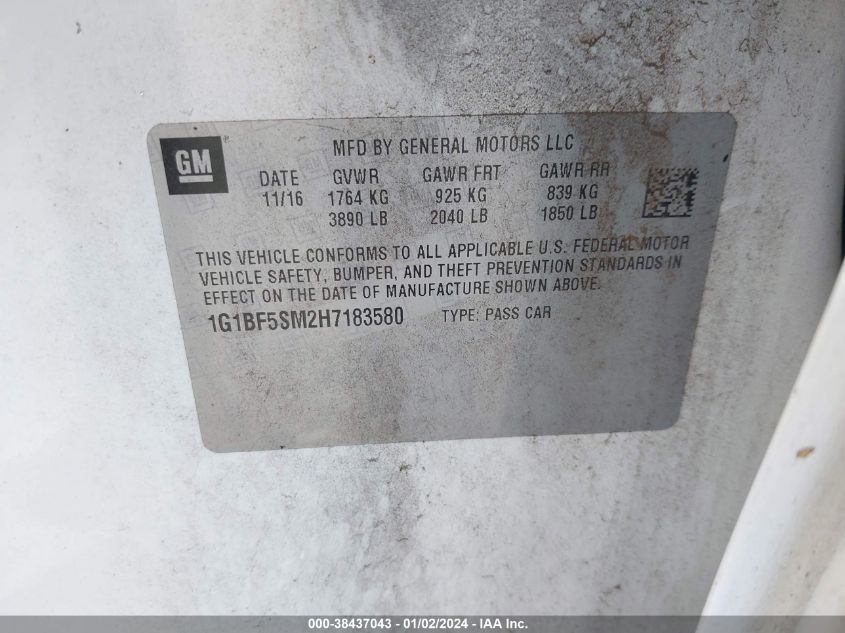 GM
MFD BY GENERAL MOTORS LLC
DATE GVWR GAWR FRT GAWR RR
11/16 1764 KG 925 KG 839 KG
3890 LB 2040 LB 1850 LB
THIS VEHICLE CONFORMS TO ALL APPLICABLE U.S. FEDERAL MOTOR
VEHICLE SAFETY, BUMPER, AND THEFT PREVENTION STANDARDS IN
EFFECT ON THE DATE OF MANUFACTURE SHOWN ABOVE.
1G1BF5SM2H7183580 TYPE: PASS CAR
000-38437043 - 01/02/2024 - IAA Inc.